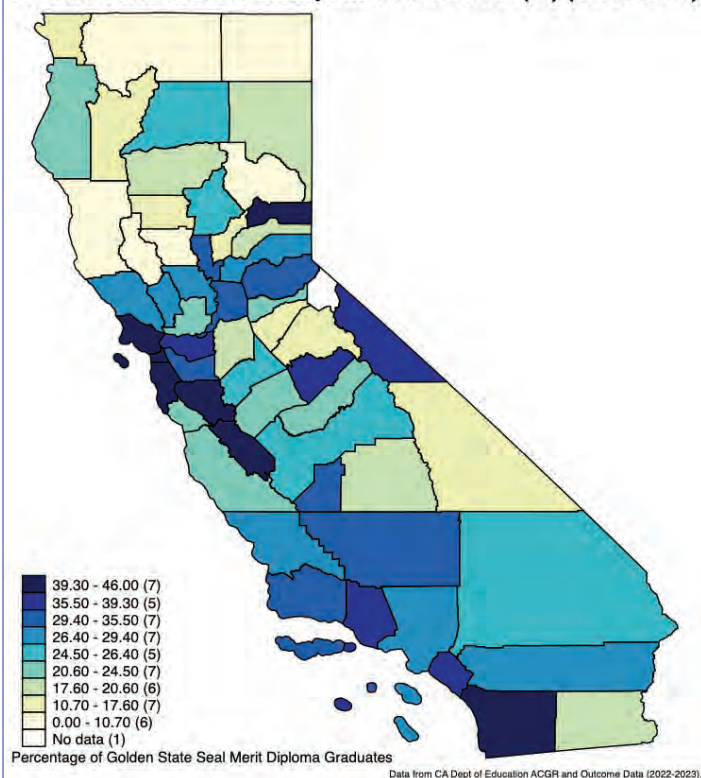 39.30 - 46.00 (7)
35.50 - 39.30 (5)
29.40 - 35.50 (7)
26.40 - 29.40 (7)
24.50 - 26.40 (5)
20.60 - 24.50 (7)
17.60 - 20.60 (6)
10.70 - 17.60 (7)
0.00 - 10.70 (6)
No data (1)
Percentage of Golden State Seal Merit Diploma Graduates
Data from CA Dept of Education ACGR and Outcome Data (2022-2023)